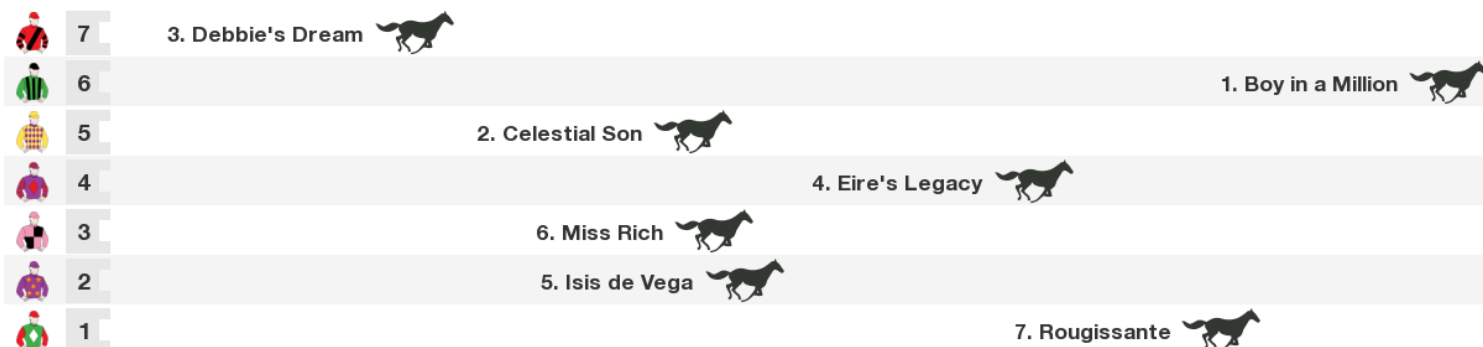 7 3. Debbie's Dream
6 1. Boy in a Million
5 2. Celestial Son
4 4. Eire's Legacy
3 6. Miss Rich
2 5. Isis de Vega
1 7. Rougissante